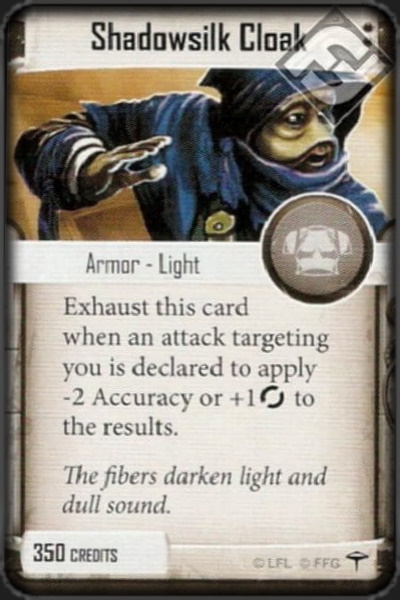 Shadowsilk Cloak
Armor - Light
Exhaust this card
when an attack targeting
you is declared to apply
-2 Accuracy or +1 to
the results.
The fibers darken light and
dull sound.
350 CREDITS
© LFL © FFG